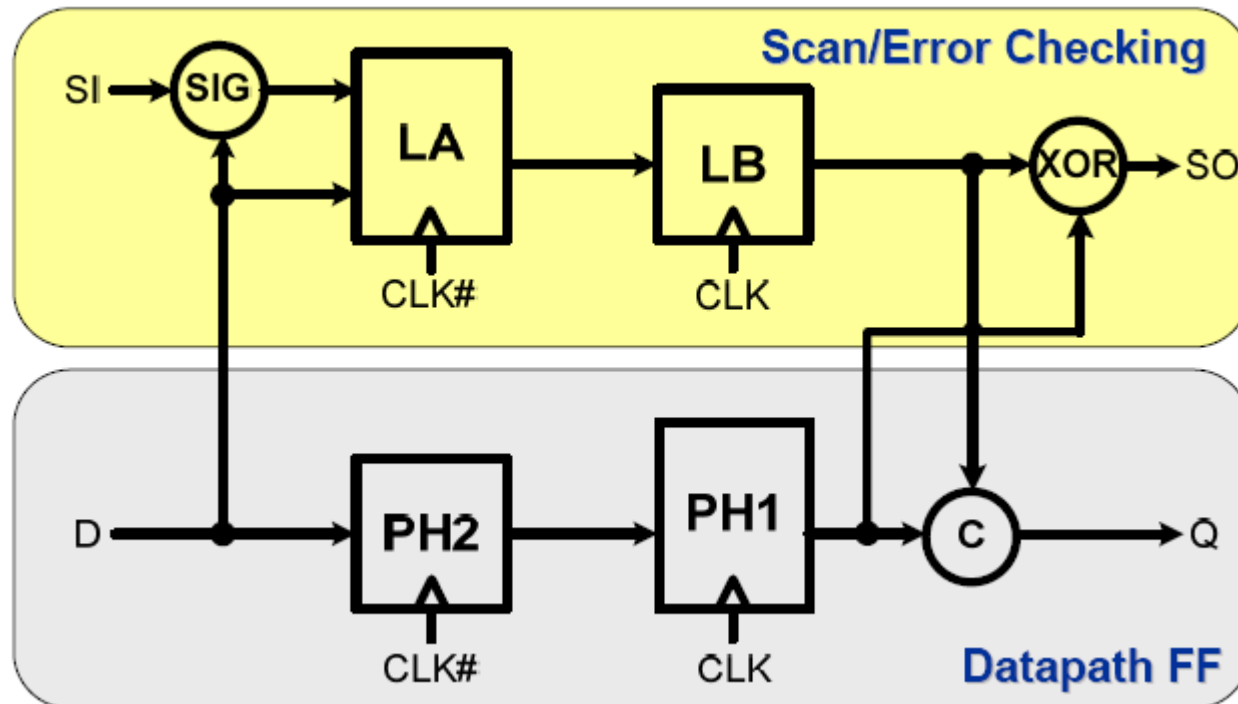 Scan/Error Checking
SI
SIG
LA
LB
XOR
SO
CLK#
CLK
D
PH2
PH1
C
Q
CLK#
CLK
Datapath FF